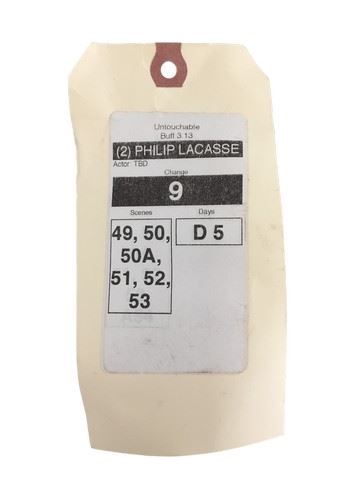 Untouchable
Buff 3.13
(2) PHILIP LACASSE
Actor: TBD
Change
9
Scenes
Days
49, 50,
D 5
50A,
51, 52,
53